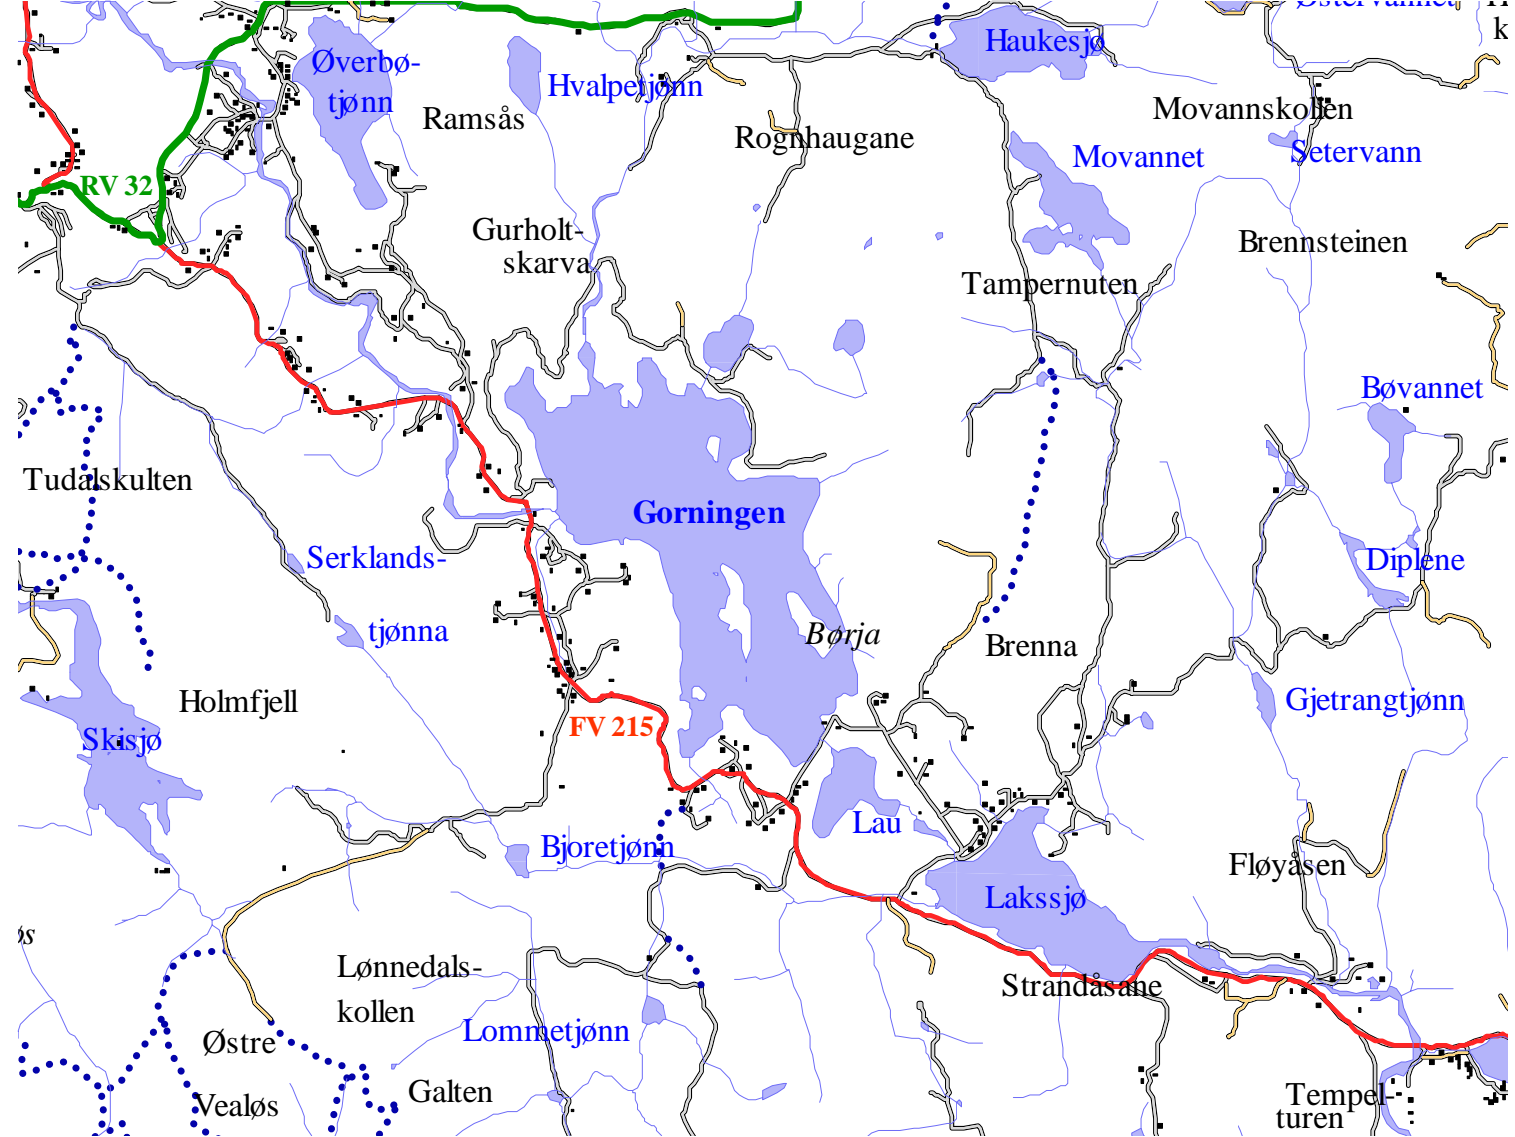 Østervannet
k
Haukesjø
Øverbø-
tjønn
Hvalpetjønn
Ramsås
Movannskollen
Rognhaugane
Movannet
Setervann
RV 32
Gurholt-
skarva
Brennsteinen
Tampernuten
Bøvannet
Tudalskulten
Gorningen
Serklands-
tjønna
Diplene
Børja
Brenna
Holmfjell
Gjetrangtjønn
FV 215
Skisjø
Lau
Bjoretjønn
Fløyåsen
Lakssjø
øs
Lønnedals-
kollen
Strandåsane
Lommetjønn
Østre
Vealøs
Galten
Tempel-
turen